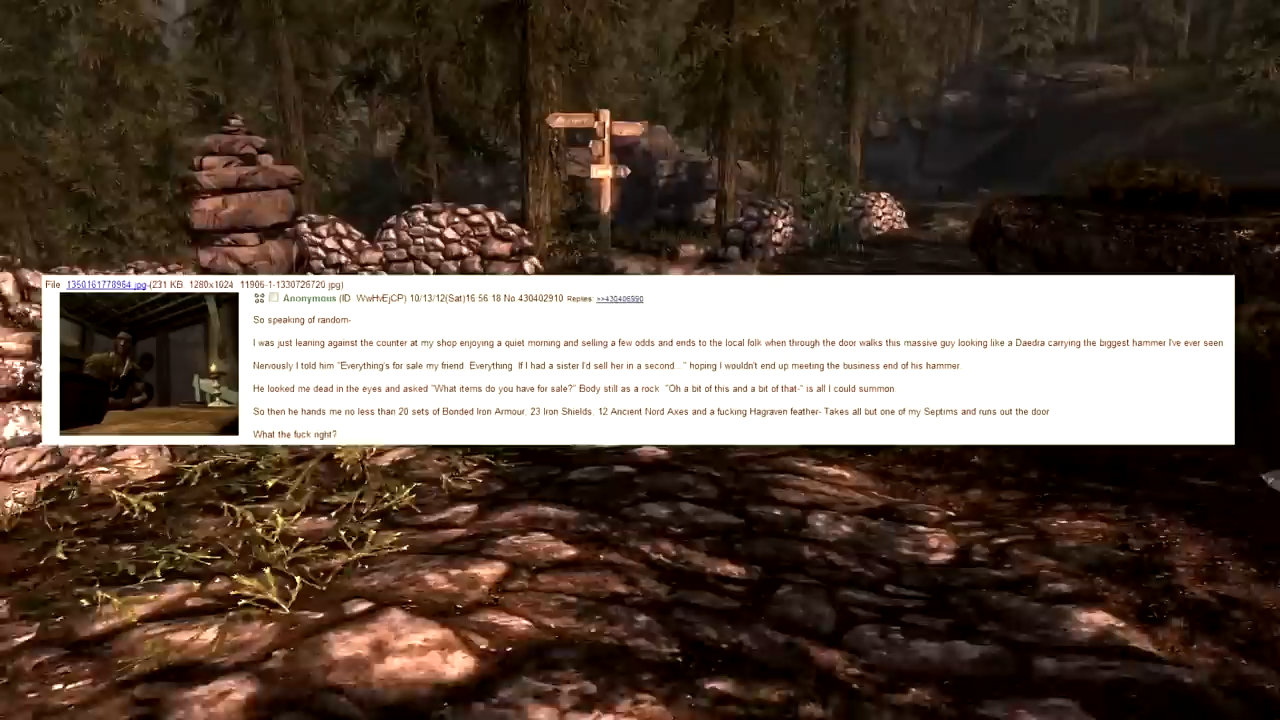 File 1350161778964.jpg-(231 KB 1280x1024 11906-1-1330726720.jpg)
Anonymous (ID WwHvEjCP) 10/13/12(Sat)16 56 18 No 430402910 Replies >>430406990
So speaking of random-
I was just leaning against the counter at my shop enjoying a quiet morning and selling a few odds and ends to the local folk when through the door walks this massive guy looking like a Daedra carrying the biggest hammer I've ever seen
Nervously I told him "Everything's for sale my friend Everything If I had a sister I'd sell her in a second..." hoping I wouldn't end up meeting the business end of his hammer.
He looked me dead in the eyes and asked "What items do you have for sale?" Body still as a rock "Oh a bit of this and a bit of that-" is all I could summon
So then he hands me no less than 20 sets of Bonded Iron Armour, 23 Iron Shields, 12 Ancient Nord Axes and a fucking Hagraven feather- Takes all but one of my Septims and runs out the door
What the fuck right?